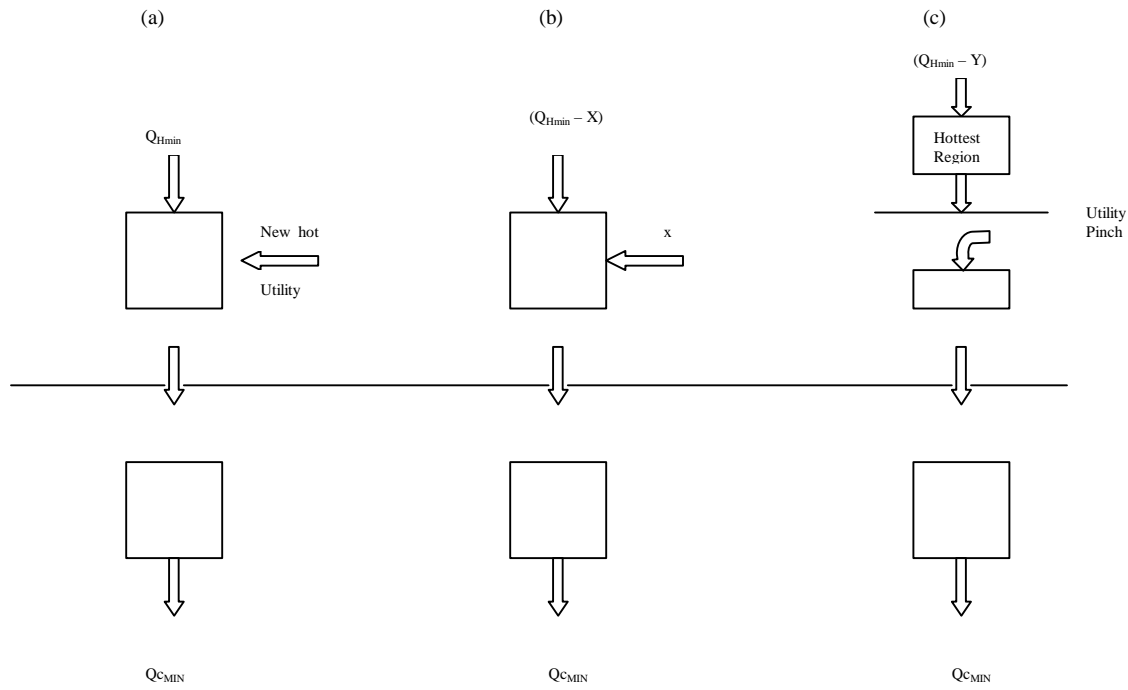 (a)
(b)
(c)
(Q_Hmin – Y)
(Q_Hmin – X)
Q_Hmin
Hottest
Region
New hot
Utility
x
Utility
Pinch
Qc_MIN
Qc_MIN
Qc_MIN